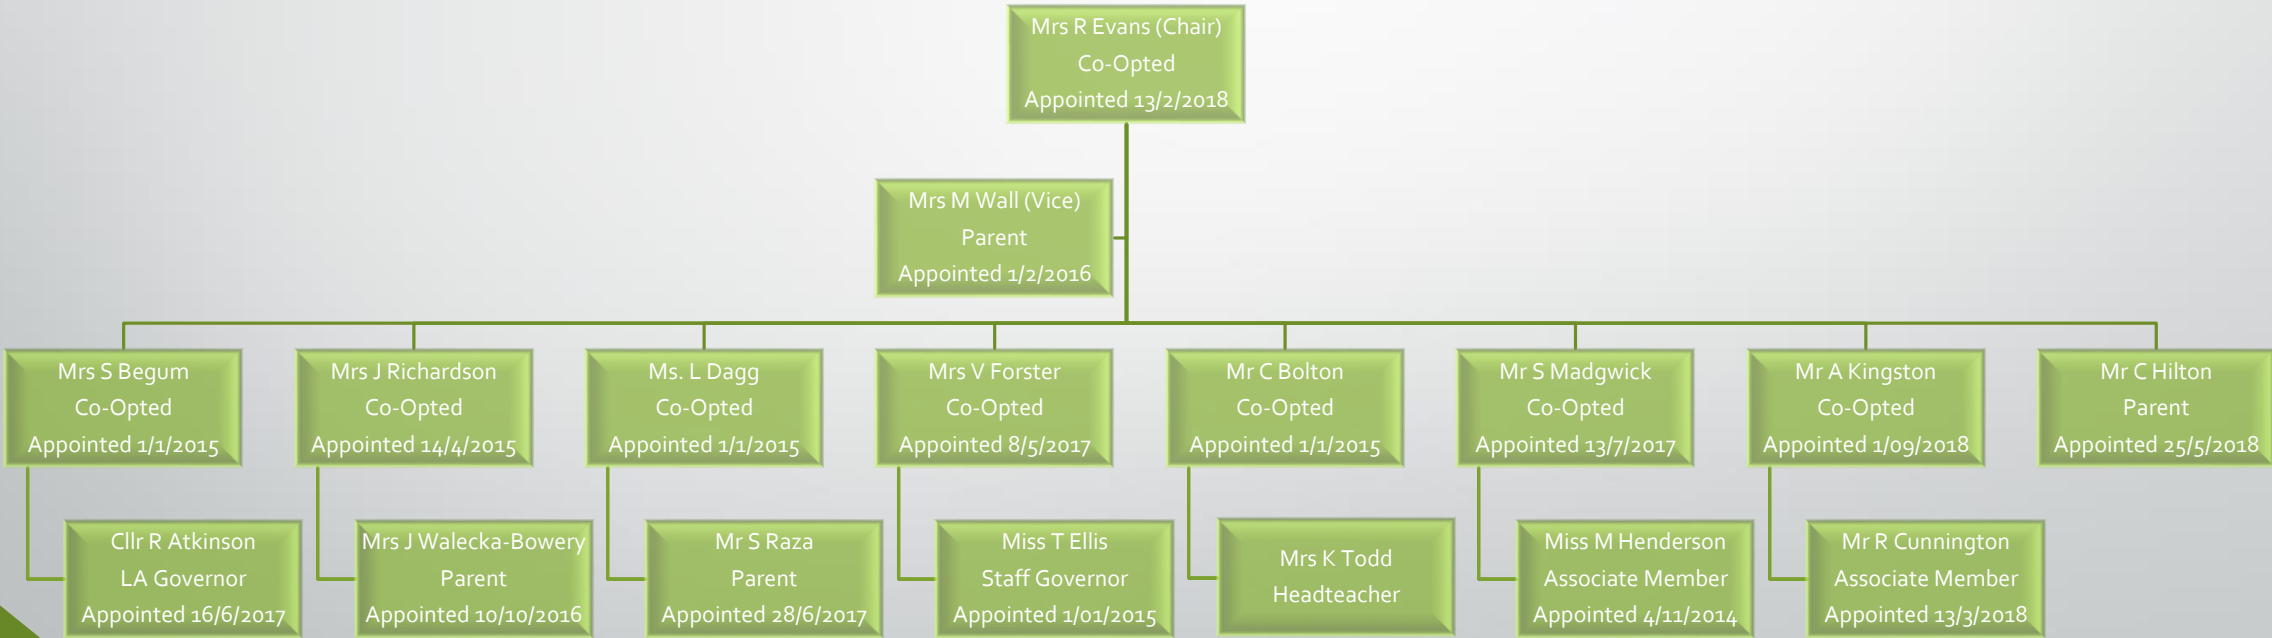 Mrs R Evans (Chair)
Co-Opted
Appointed 13/2/2018
Mrs M Wall (Vice)
Parent
Appointed 1/2/2016
Mrs S Begum
Co-Opted
Appointed 1/1/2015
Mrs J Richardson
Co-Opted
Appointed 14/4/2015
Ms. L Dagg
Co-Opted
Appointed 1/1/2015
Mrs V Forster
Co-Opted
Appointed 8/5/2017
Mr C Bolton
Co-Opted
Appointed 1/1/2015
Mr S Madgwick
Co-Opted
Appointed 13/7/2017
Mr A Kingston
Co-Opted
Appointed 1/09/2018
Mr C Hilton
Parent
Appointed 25/5/2018
Cllr R Atkinson
LA Governor
Appointed 16/6/2017
Mrs J Walecka-Bowery
Parent
Appointed 10/10/2016
Mr S Raza
Parent
Appointed 28/6/2017
Miss T Ellis
Staff Governor
Appointed 1/01/2015
Mrs K Todd
Headteacher
Miss M Henderson
Associate Member
Appointed 4/11/2014
Mr R Cunnington
Associate Member
Appointed 13/3/2018